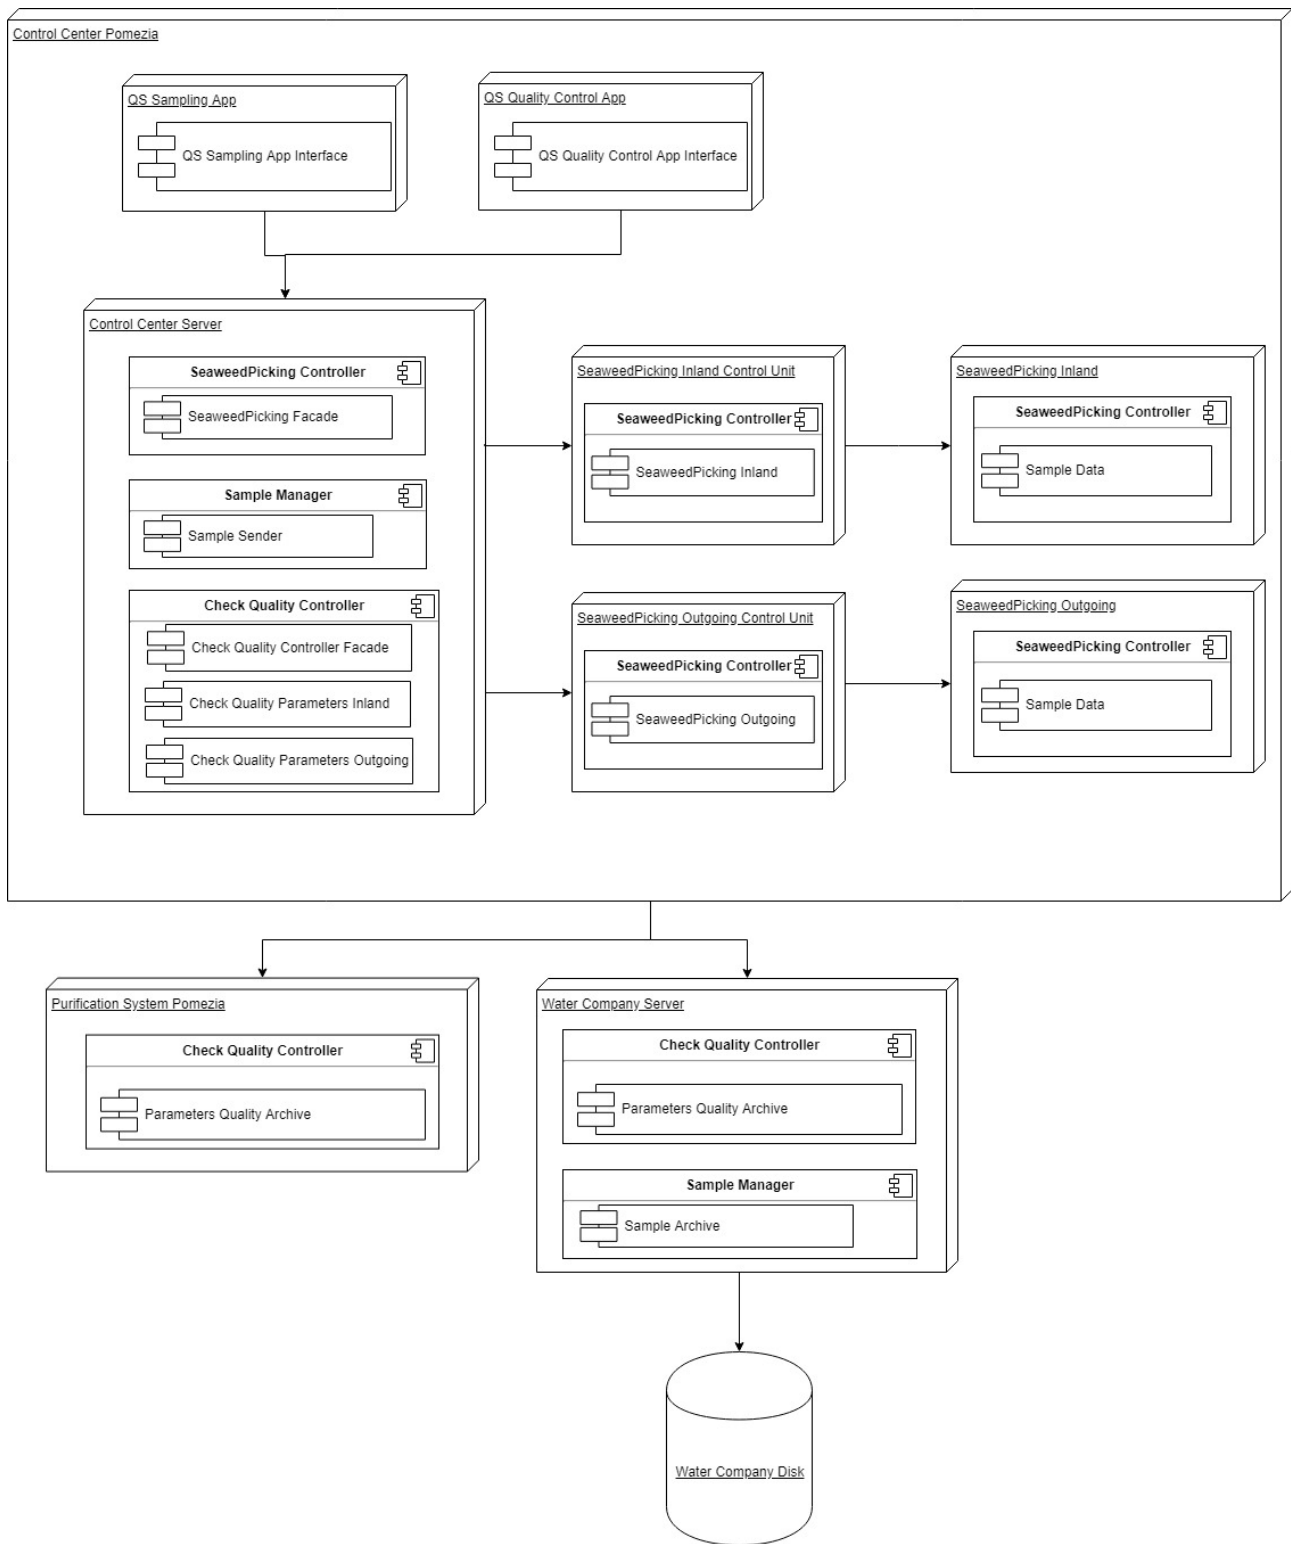 Control Center Pomezia
QS Sampling App
QS Sampling App Interface
QS Quality Control App
QS Quality Control App Interface
Control Center Server
SeaweedPicking Controller
SeaweedPicking Facade
Sample Manager
Sample Sender
Check Quality Controller
Check Quality Controller Facade
Check Quality Parameters Inland
Check Quality Parameters Outgoing
SeaweedPicking Inland Control Unit
SeaweedPicking Controller
SeaweedPicking Inland
SeaweedPicking Inland
SeaweedPicking Controller
Sample Data
SeaweedPicking Outgoing Control Unit
SeaweedPicking Controller
SeaweedPicking Outgoing
SeaweedPicking Outgoing
SeaweedPicking Controller
Sample Data
Purification System Pomezia
Check Quality Controller
Parameters Quality Archive
Water Company Server
Check Quality Controller
Parameters Quality Archive
Sample Manager
Sample Archive
Water Company Disk